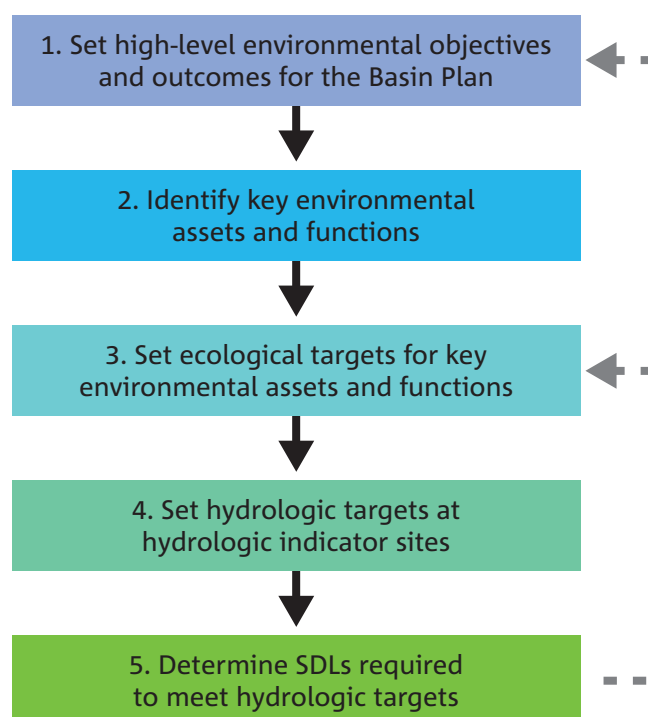 1. Set high-level environmental objectives
and outcomes for the Basin Plan
2. Identify key environmental
assets and functions
3. Set ecological targets for key
environmental assets and functions
4. Set hydrologic targets at
hydrologic indicator sites
5. Determine SDLs required
to meet hydrologic targets